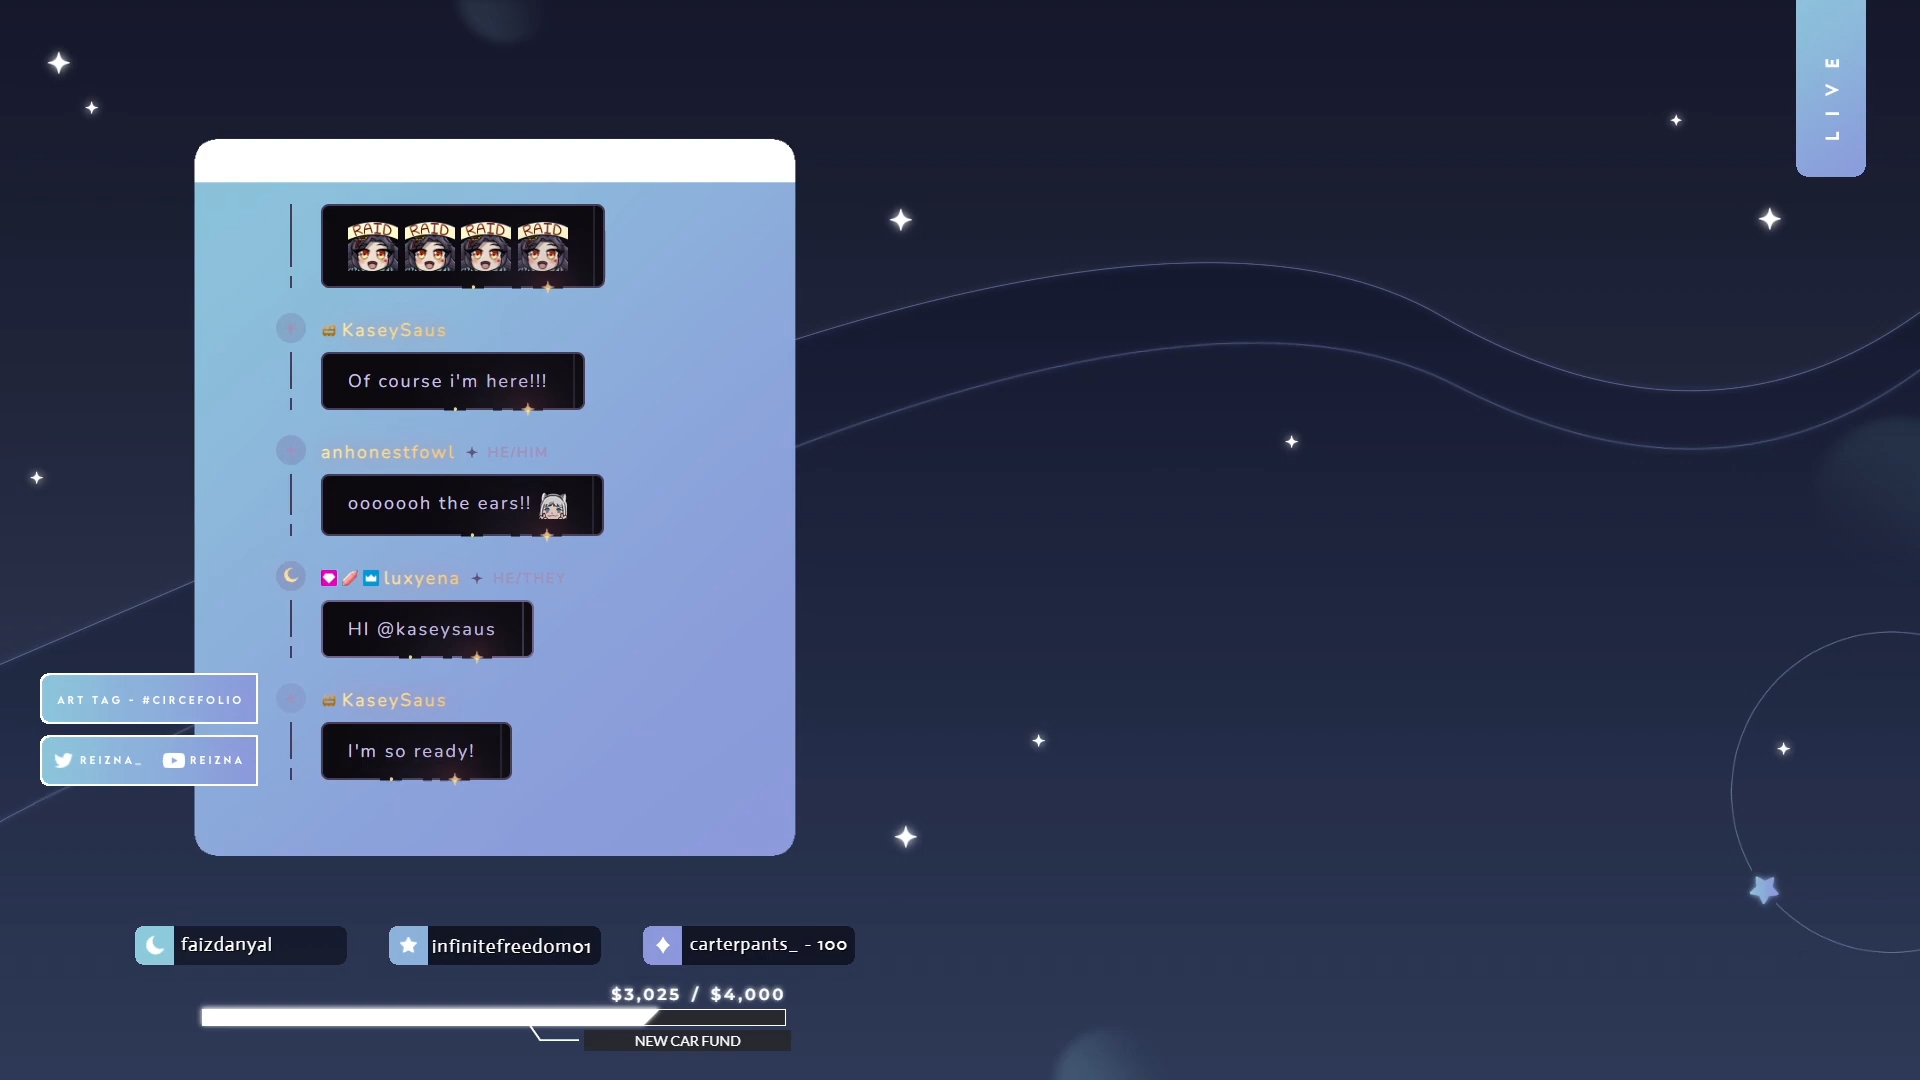 LIVE
RAID RAID RAID RAID
KaseySaus
Of course i'm here!!!
anhonestfowl HE/HIM
ooooooh the ears!!
luxyena HE/THEY
HI @kaseysaus
KaseySaus
I'm so ready!
ART TAG - #CIRCEFOLIO
REIZNA_ REIZNA
faizdanyal
infinitefreedom01
carterpants_ - 100
$3,025 / $4,000
NEW CAR FUND